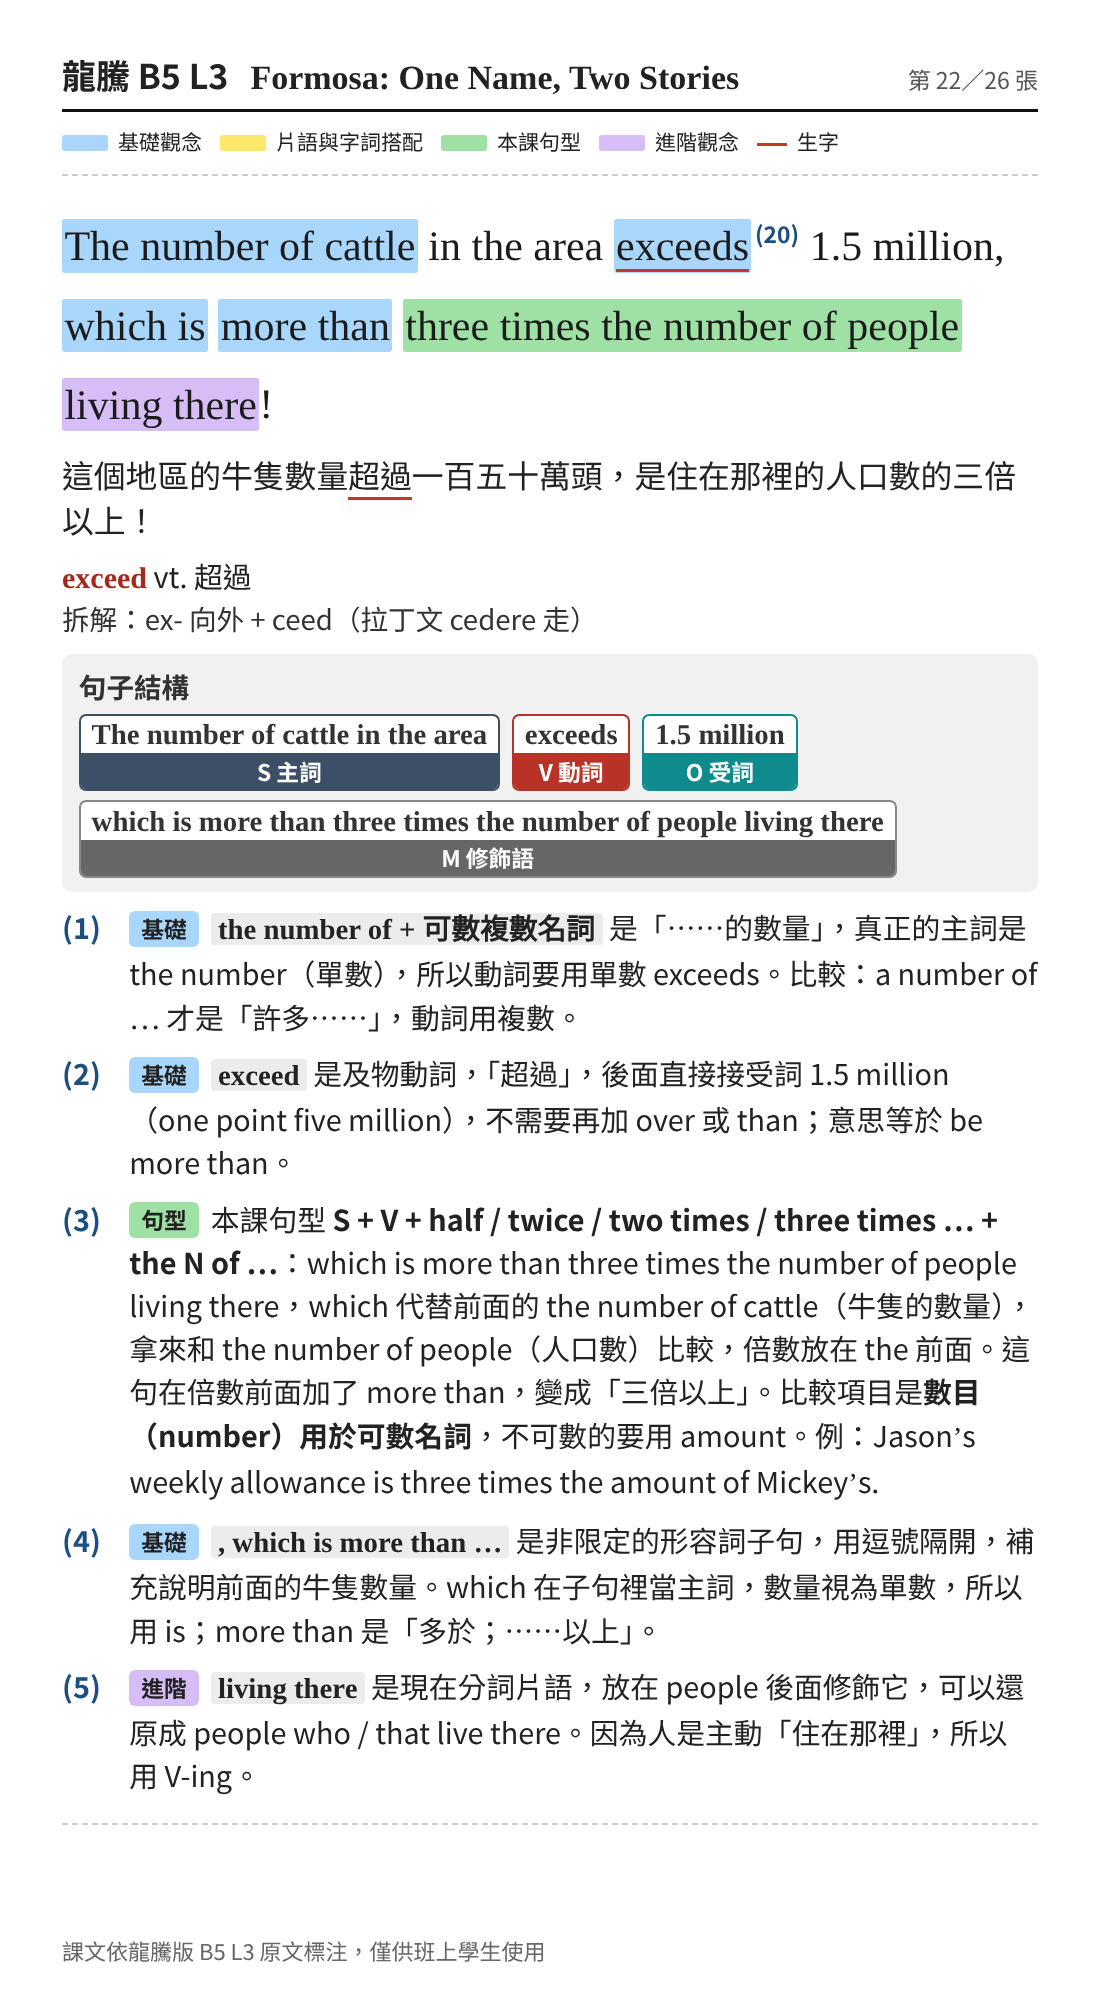 龍騰 B5 L3 Formosa: One Name, Two Stories 第 22／26 張
基礎觀念 片語與字詞搭配 本課句型 進階觀念 生字
The number of cattle in the area exceeds(20) 1.5 million,
which is more than three times the number of people
living there!
這個地區的牛隻數量超過一百五十萬頭，是住在那裡的人口數的三倍
以上！
exceed vt. 超過
拆解：ex- 向外 + ceed（拉丁文 cedere 走）
句子結構
The number of cattle in the area exceeds 1.5 million
S 主詞 V 動詞 O 受詞
which is more than three times the number of people living there
M 修飾語
(1) 基礎 the number of + 可數複數名詞 是「……的數量」，真正的主詞是
the number（單數），所以動詞要用單數 exceeds。比較：a number of
… 才是「許多……」，動詞用複數。
(2) 基礎 exceed 是及物動詞，「超過」，後面直接接受詞 1.5 million
（one point five million），不需要再加 over 或 than；意思等於 be
more than。
(3) 句型 本課句型 S + V + half / twice / two times / three times … +
the N of …：which is more than three times the number of people
living there，which 代替前面的 the number of cattle（牛隻的數量），
拿來和 the number of people（人口數）比較，倍數放在 the 前面。這
句在倍數前面加了 more than，變成「三倍以上」。比較項目是數目
（number）用於可數名詞，不可數的要用 amount。例：Jason’s
weekly allowance is three times the amount of Mickey’s.
(4) 基礎 , which is more than … 是非限定的形容詞子句，用逗號隔開，補
充說明前面的牛隻數量。which 在子句裡當主詞，數量視為單數，所以
用 is；more than 是「多於；……以上」。
(5) 進階 living there 是現在分詞片語，放在 people 後面修飾它，可以還
原成 people who / that live there。因為人是主動「住在那裡」，所以
用 V-ing。
課文依龍騰版 B5 L3 原文標注，僅供班上學生使用